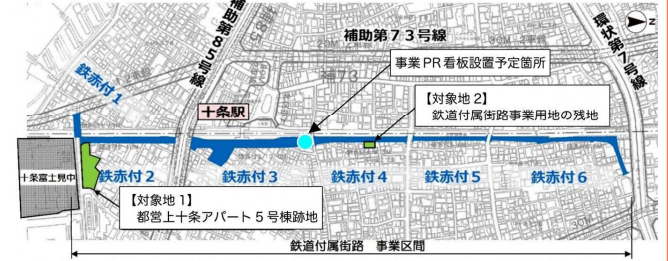 補助第85号線
補助第73号線
環状第7号線
事業PR看板設置予定箇所
補73
鉄赤付1
十条駅
【対象地2】
鉄道付属街路事業用地の残地
十条富士見中
鉄赤付2
鉄赤付3
鉄赤付4
鉄赤付5
鉄赤付6
【対象地1】
都営上十条アパート5号棟跡地
鉄道付属街路 事業区間